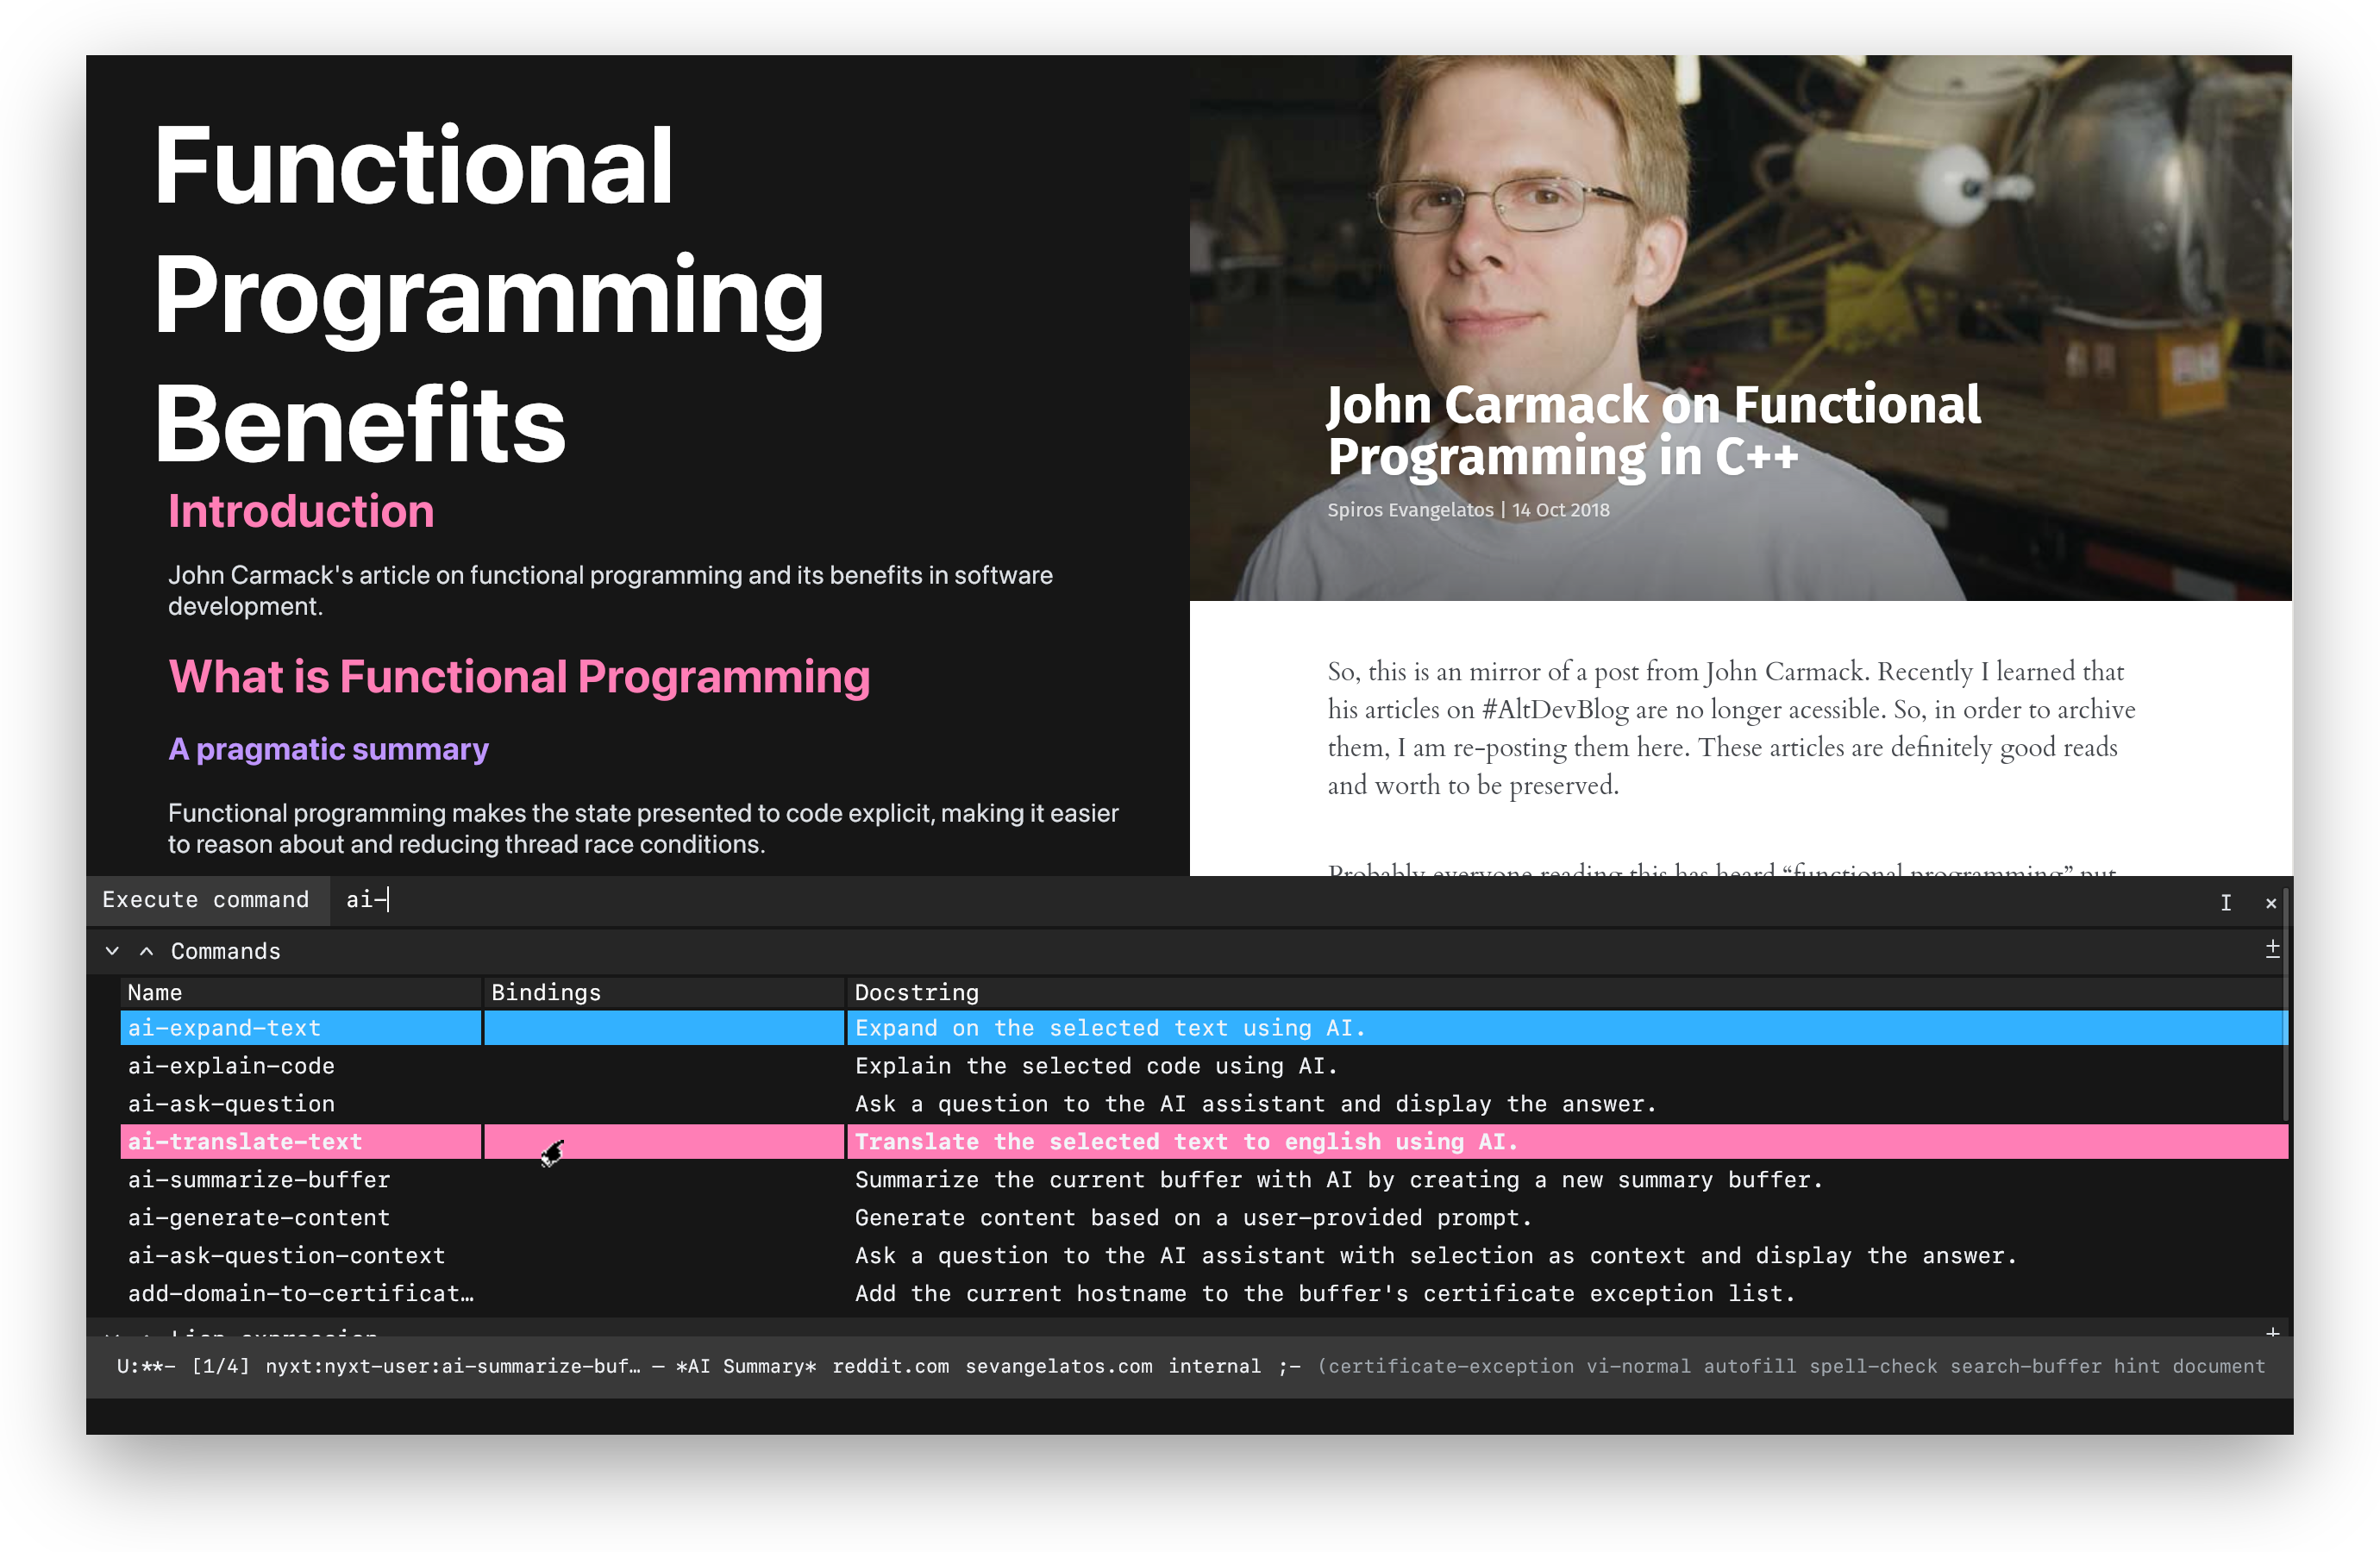 Functional
Programming
Benefits
Introduction
John Carmack's article on functional programming and its benefits in software
development.
What is Functional Programming
A pragmatic summary
Functional programming makes the state presented to code explicit, making it easier
to reason about and reducing thread race conditions.
John Carmack on Functional
Programming in C++
Spiros Evangelatos | 14 Oct 2018
So, this is an mirror of a post from John Carmack. Recently I learned that
his articles on #AltDevBlog are no longer acessible. So, in order to archive
them, I am re-posting them here. These articles are definitely good reads
and worth to be preserved.
Probably everyone reading this has heard “functional programming” put
Execute command ai-
I ×
Commands ±
Name Bindings Docstring
ai-expand-text Expand on the selected text using AI.
ai-explain-code Explain the selected code using AI.
ai-ask-question Ask a question to the AI assistant and display the answer.
ai-translate-text Translate the selected text to english using AI.
ai-summarize-buffer Summarize the current buffer with AI by creating a new summary buffer.
ai-generate-content Generate content based on a user-provided prompt.
ai-ask-question-context Ask a question to the AI assistant with selection as context and display the answer.
add-domain-to-certificat… Add the current hostname to the buffer's certificate exception list.
Lisp expression
U:**- [1/4] nyxt:nyxt-user:ai-summarize-buf… — *AI Summary* reddit.com sevangelatos.com internal ;- (certificate-exception vi-normal autofill spell-check search-buffer hint document